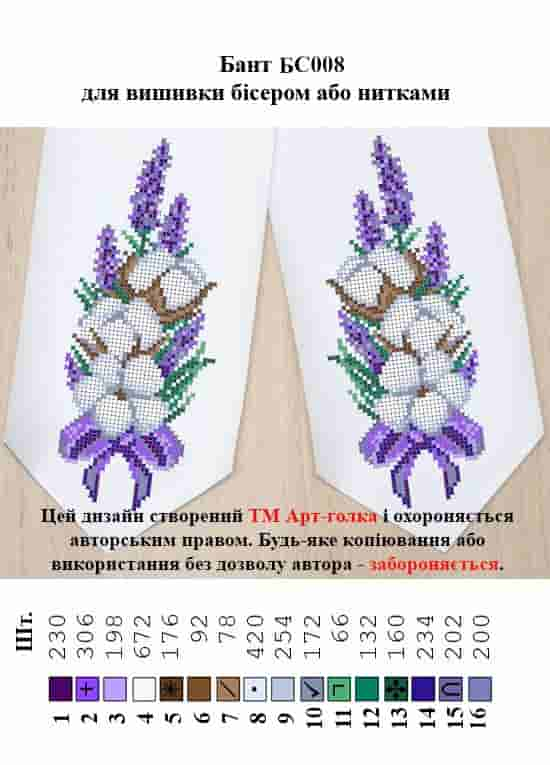 Бант БС008
для вишивки бісером або нитками
Цей дизайн створений ТМ Арт-голка і охороняється
авторським правом. Будь-яке копіювання або
використання без дозволу автора - забороняється.
Шт.
230 306 198 672 176 92 78 420 254 172 66 132 160 234 202 200
1 2 3 4 5 6 7 8 9 10 11 12 13 14 15 16